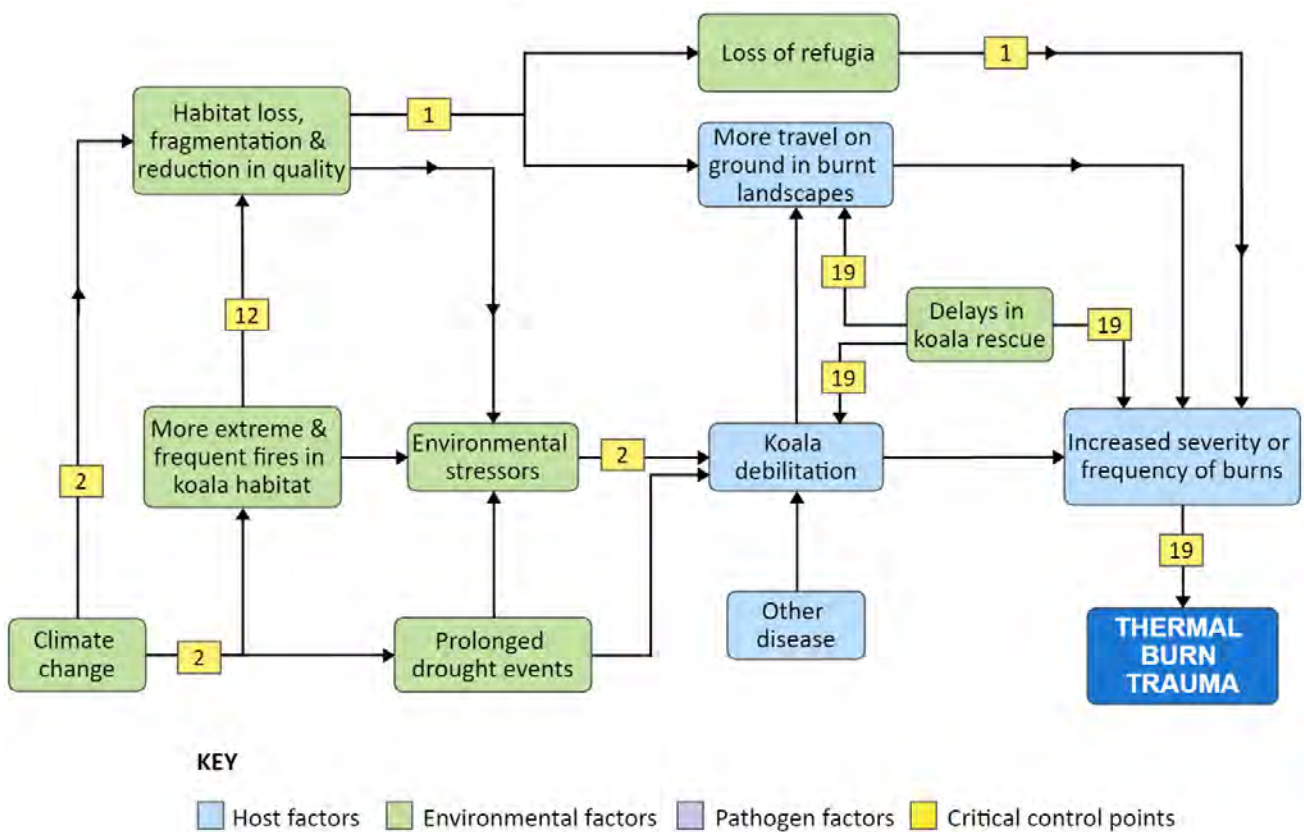 Loss of refugia
1
Habitat loss,
fragmentation &
reduction in quality
1
More travel on
ground in burnt
landscapes
19
Delays in
koala rescue
19
12
19
More extreme &
frequent fires in
koala habitat
Environmental
stressors
2
Koala
debilitation
Increased severity or
frequency of burns
2
19
Climate
change
2
Prolonged
drought events
Other
disease
THERMAL
BURN
TRAUMA
KEY
Host factors
Environmental factors
Pathogen factors
Critical control points